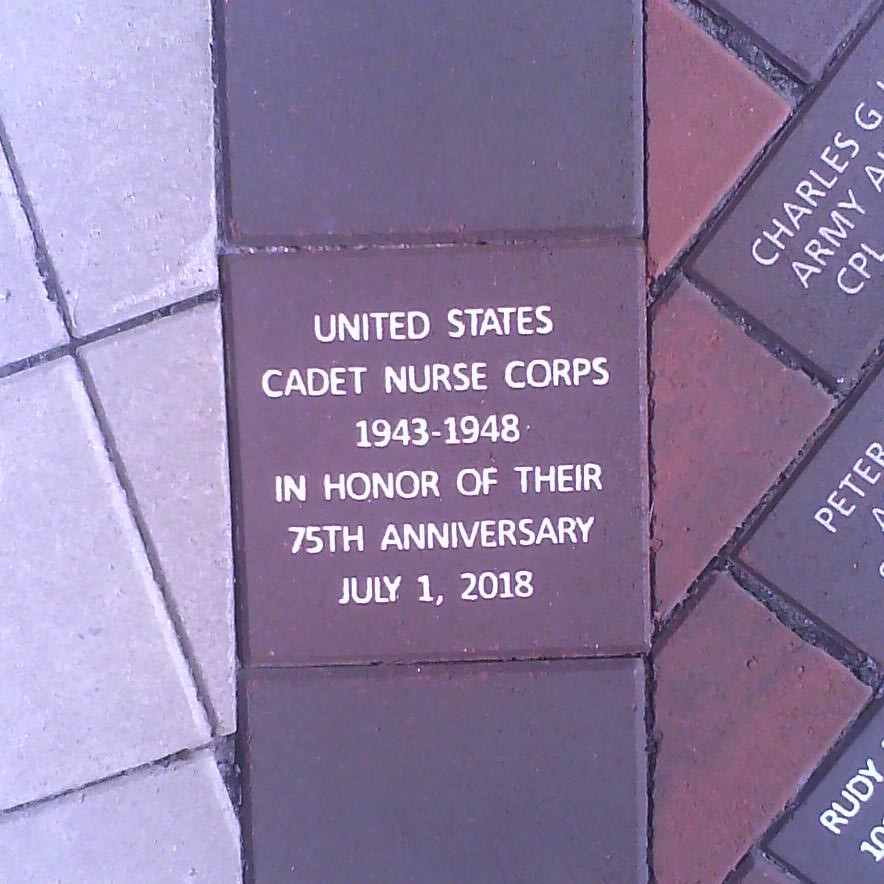 UNITED STATES
CADET NURSE CORPS
1943-1948
IN HONOR OF THEIR
75TH ANNIVERSARY
JULY 1, 2018
CHARLES G
ARMY
CPL
PETER
RUDY